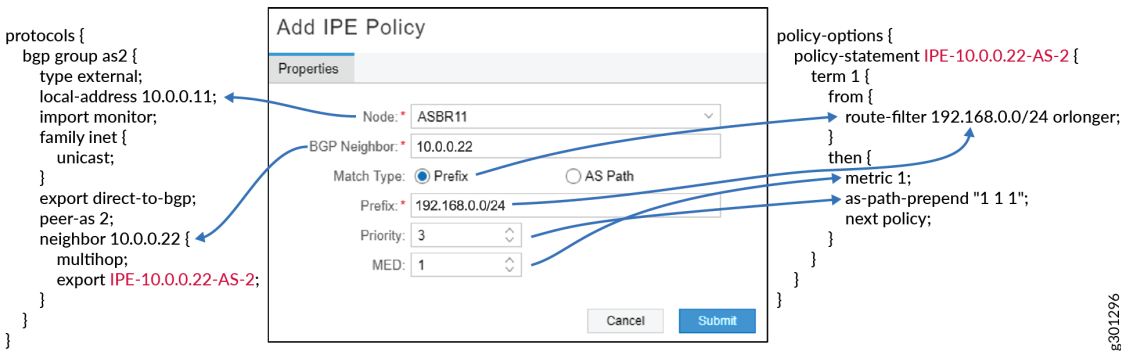 protocols {
bgp group as2 {
type external;
local-address 10.0.0.11;
import monitor;
family inet {
unicast;
}
export direct-to-bgp;
peer-as 2;
neighbor 10.0.0.22 {
multihop;
export IPE-10.0.0.22-AS-2;
}
}
}
Add IPE Policy
Properties
Node: * ASBR11
BGP Neighbor: * 10.0.0.22
Match Type: Prefix AS Path
Prefix: * 192.168.0.0/24
Priority: 3
MED: 1
Cancel Submit
policy-options {
policy-statement IPE-10.0.0.22-AS-2 {
term 1 {
from {
route-filter 192.168.0.0/24 orlonger;
}
then {
metric 1;
as-path-prepend "1 1 1";
next policy;
}
}
}
}
g301296